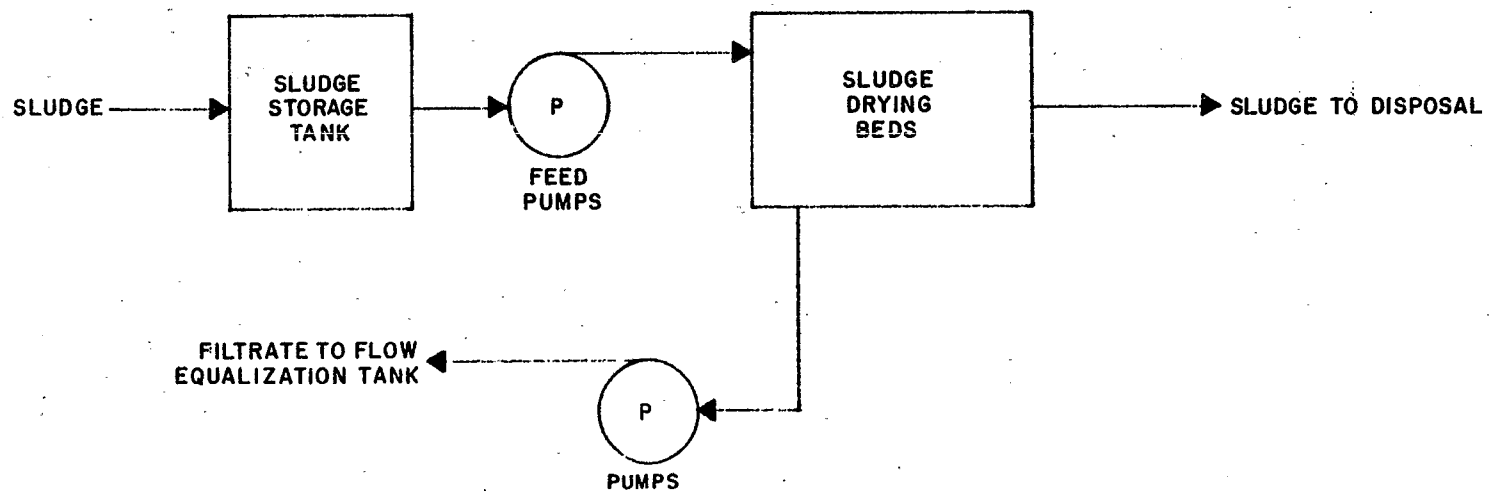 SLUDGE
SLUDGE
STORAGE
TANK
P
FEED
PUMPS
SLUDGE
DRYING
BEDS
SLUDGE TO DISPOSAL
FILTRATE TO FLOW
EQUALIZATION TANK
P
PUMPS